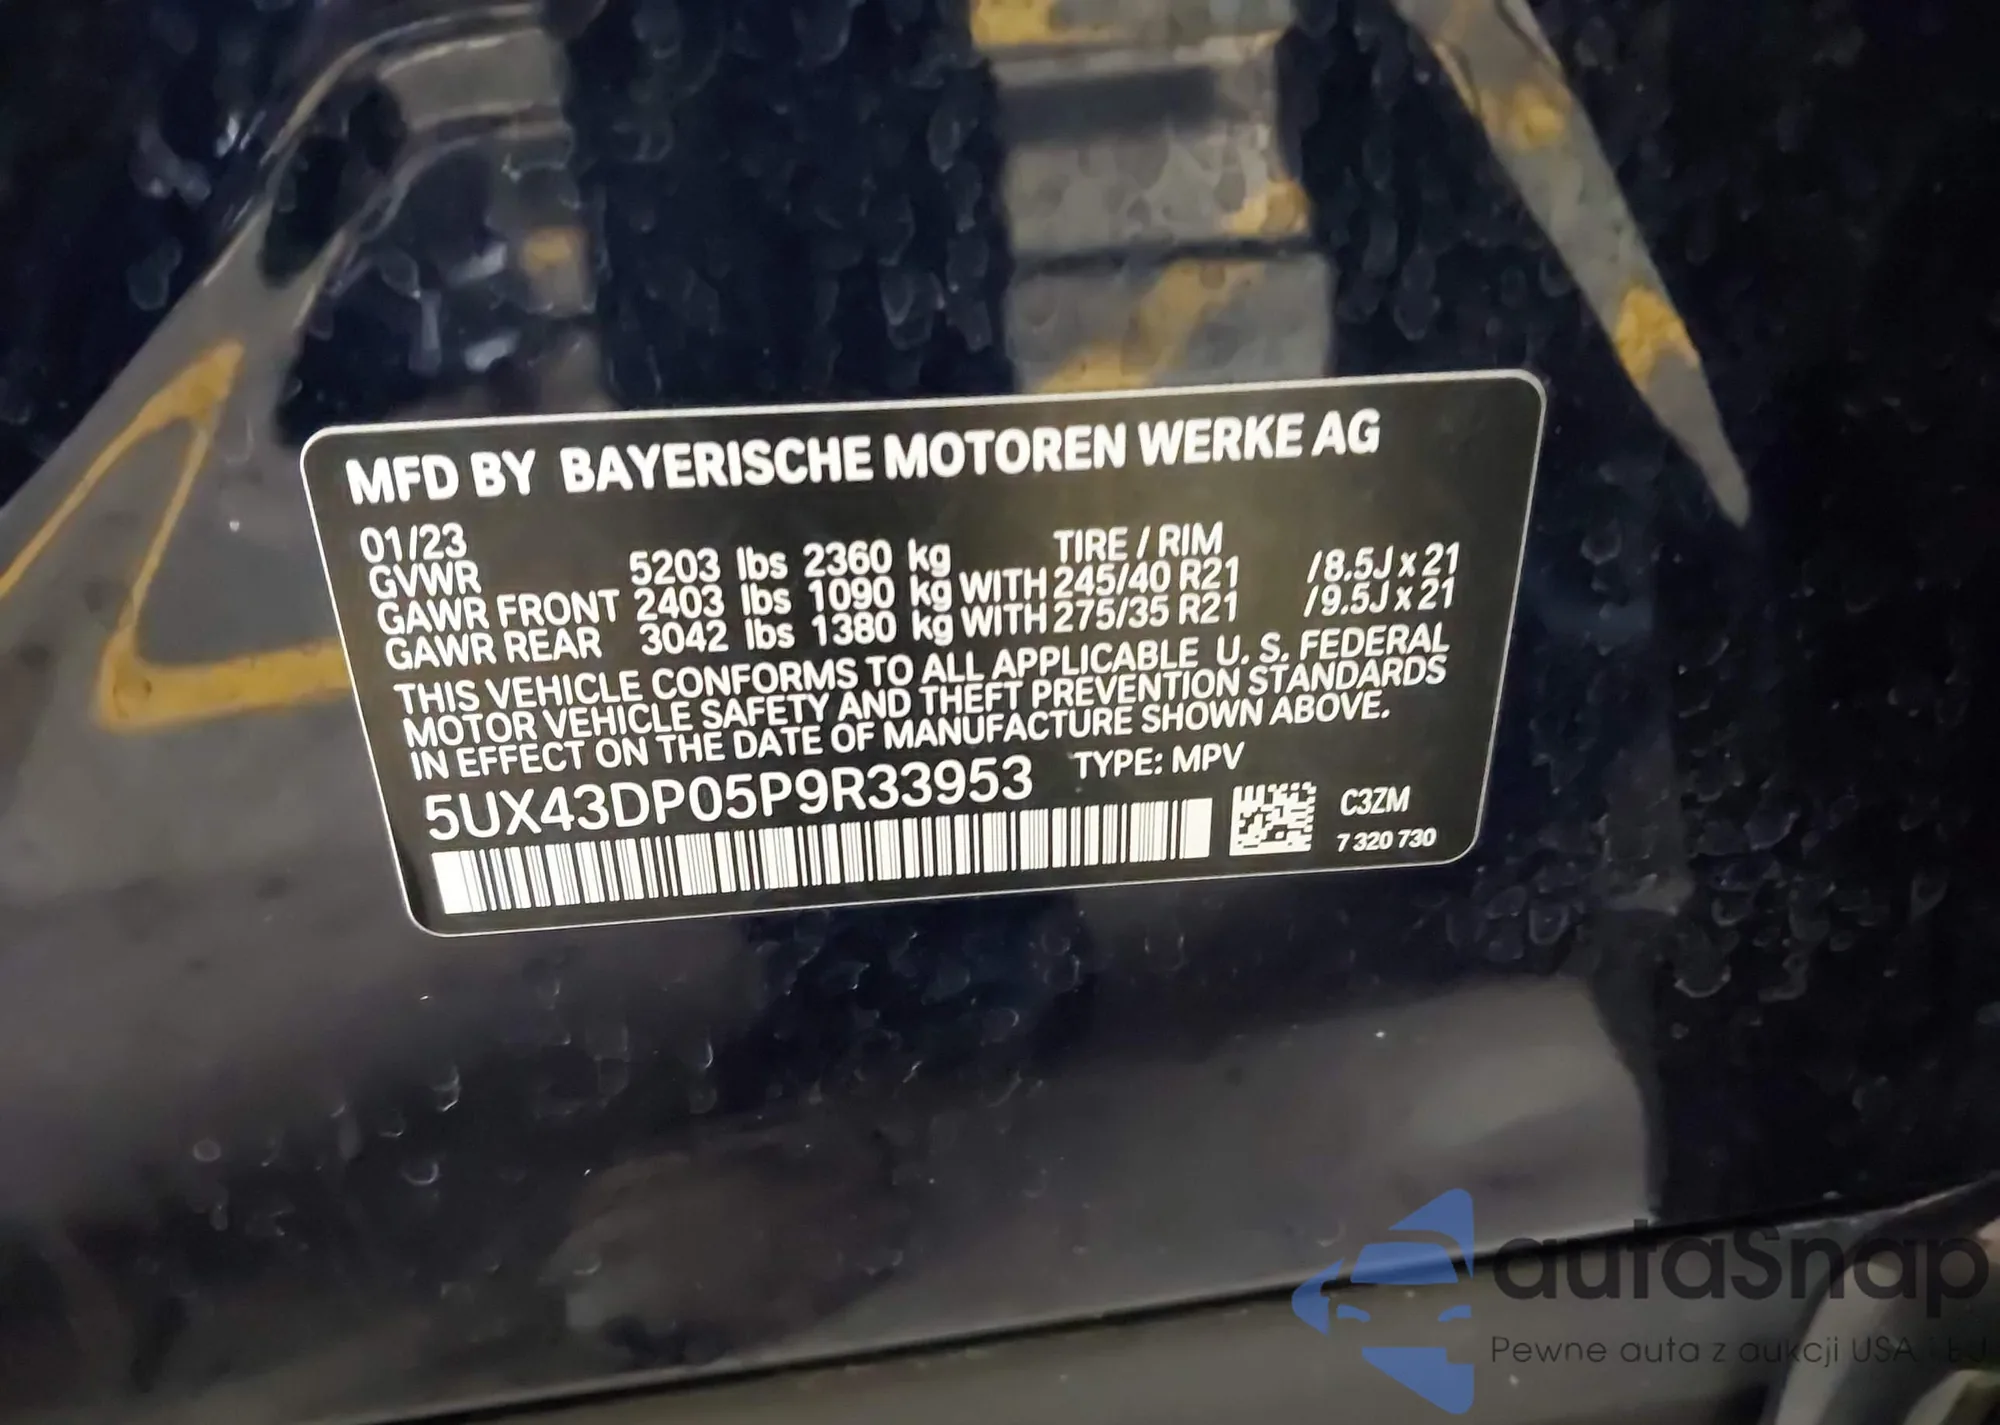 MFD BY BAYERISCHE MOTOREN WERKE AG
01/23 TIRE / RIM
GVWR 5203 lbs 2360 kg
GAWR FRONT 2403 lbs 1090 kg WITH 245/40 R21 /8.5J x 21
GAWR REAR 3042 lbs 1380 kg WITH 275/35 R21 /9.5J x 21
THIS VEHICLE CONFORMS TO ALL APPLICABLE U. S. FEDERAL
MOTOR VEHICLE SAFETY AND THEFT PREVENTION STANDARDS
IN EFFECT ON THE DATE OF MANUFACTURE SHOWN ABOVE.
5UX43DP05P9R33953 TYPE: MPV
C3ZM
7 320 730
autaSnap
Pewne auta z aukcji USA i EU